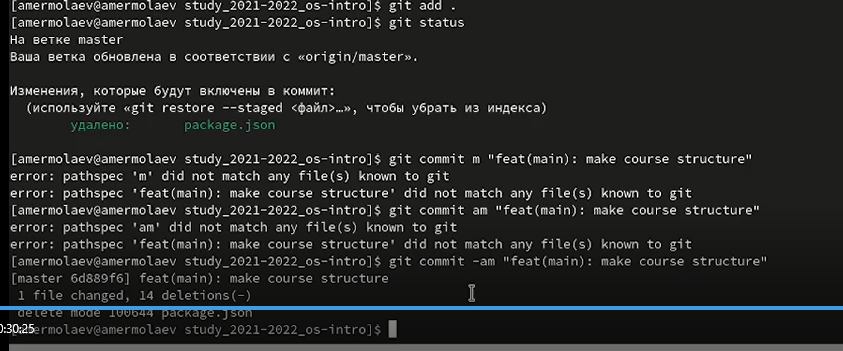 [amermolaev@amermolaev study_2021-2022_os-intro]$ git add .
[amermolaev@amermolaev study_2021-2022_os-intro]$ git status
На ветке master
Ваша ветка обновлена в соответствии с «origin/master».
Изменения, которые будут включены в коммит:
(используйте «git restore --staged <файл>…», чтобы убрать из индекса)
удалено: package.json
[amermolaev@amermolaev study_2021-2022_os-intro]$ git commit m "feat(main): make course structure"
error: pathspec 'm' did not match any file(s) known to git
error: pathspec 'feat(main): make course structure' did not match any file(s) known to git
[amermolaev@amermolaev study_2021-2022_os-intro]$ git commit am "feat(main): make course structure"
error: pathspec 'am' did not match any file(s) known to git
error: pathspec 'feat(main): make course structure' did not match any file(s) known to git
[amermolaev@amermolaev study_2021-2022_os-intro]$ git commit -am "feat(main): make course structure"
[master 6d889f6] feat(main): make course structure
1 file changed, 14 deletions(-)
delete mode 100644 package.json
0:30:25 ermolaev@amermolaev study_2021-2022_os-intro]$